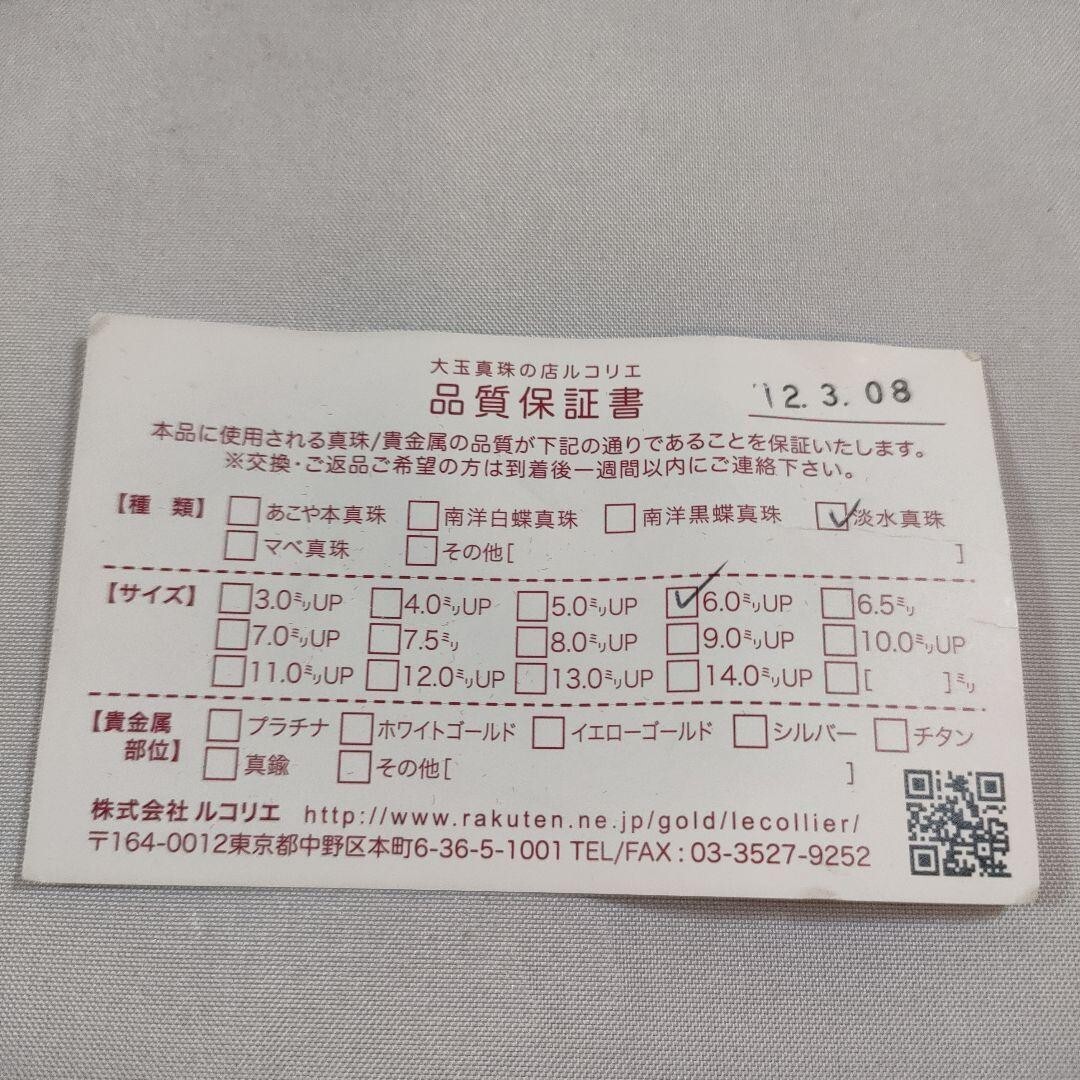 大玉真珠の店ルコリエ
品質保証書
'12.3.08
本品に使用される真珠/貴金属の品質が下記の通りであることを保証いたします。
※交換・ご返品ご希望の方は到着後一週間以内にご連絡下さい。
【種 類】 □あこや本真珠 □南洋白蝶真珠 □南洋黒蝶真珠 ☑淡水真珠
□マベ真珠 □その他[ ]
【サイズ】 □3.0㍉UP □4.0㍉UP □5.0㍉UP ☑6.0㍉UP □6.5㍉
□7.0㍉UP □7.5㍉ □8.0㍉UP □9.0㍉UP □10.0㍉UP
□11.0㍉UP □12.0㍉UP □13.0㍉UP □14.0㍉UP □[ ]㍉
【貴金属 □プラチナ □ホワイトゴールド □イエローゴールド □シルバー □チタン
部位】 □真鍮 □その他[ ]
株式会社 ルコリエ http://www.rakuten.ne.jp/gold/lecollier/
〒164-0012東京都中野区本町6-36-5-1001 TEL/FAX : 03-3527-9252